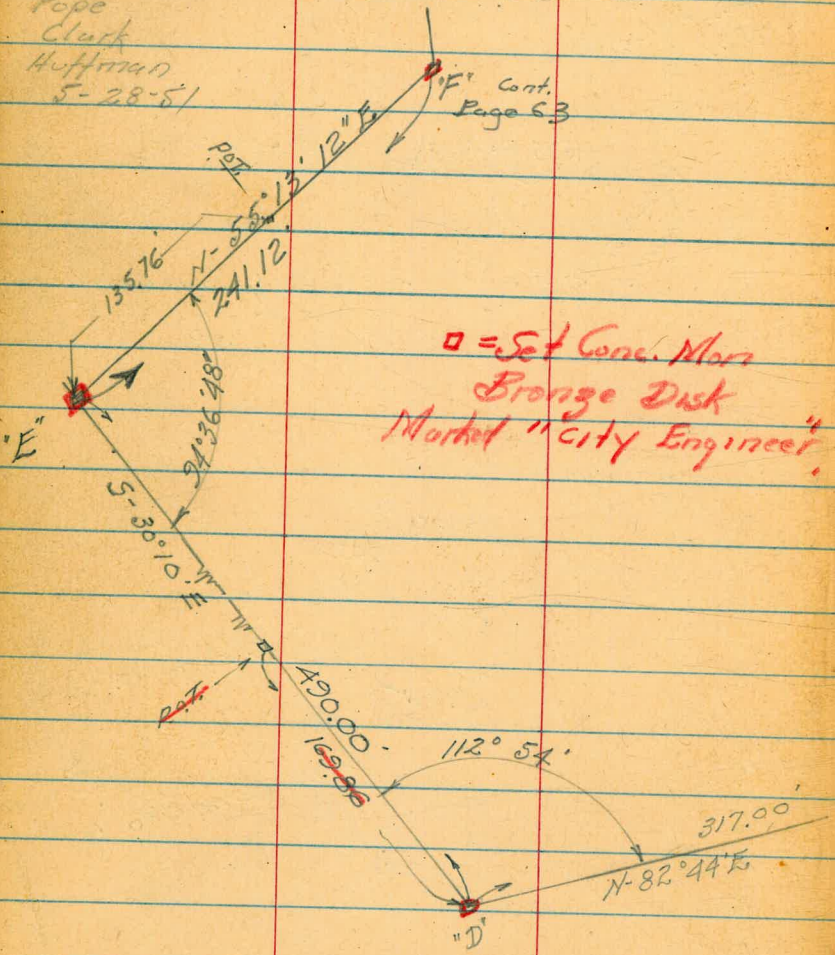 Pope
Clark
Huffman
5-28-51
"F" Cont.
Page 63
P.O.T.
N-55°13'12"E.
241.12'
135.76'
"E"
94°36'48"
S-30°10'E
□ = Set Conc. Mon
Bronze Disk
Marked "City Engineer"
P.O.T.
490.00'
169.86
112° 54'
317.00'
N-82°44'E
"D"